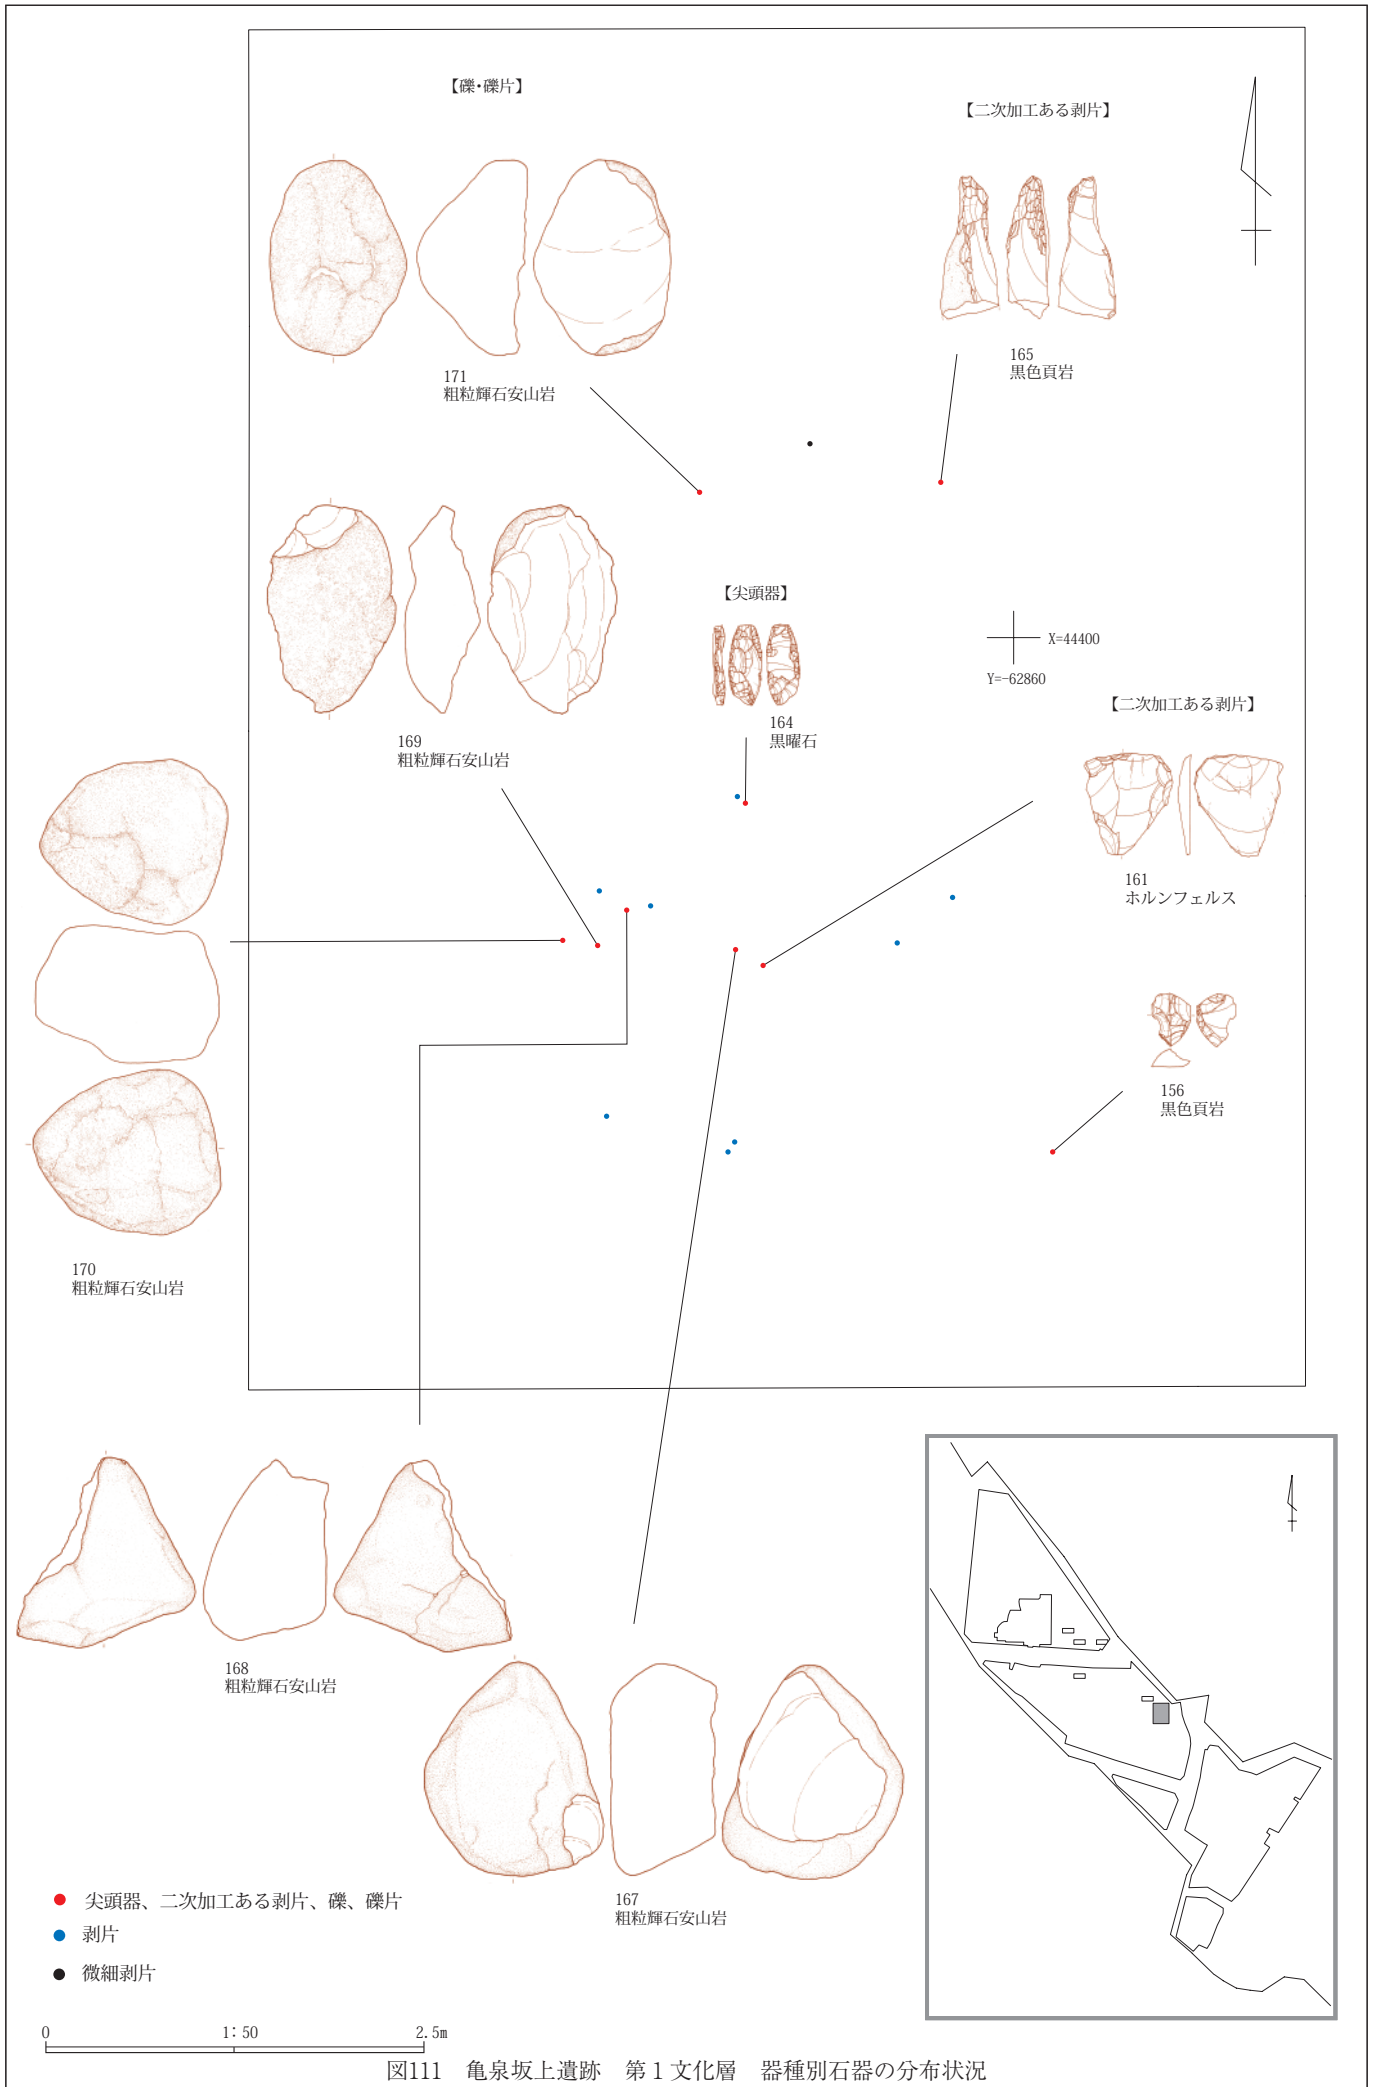 【礫・礫片】
【二次加工ある剥片】
171
粗粒輝石安山岩
165
黒色頁岩
【尖頭器】
X=44400
Y=-62860
164
黒曜石
【二次加工ある剥片】
169
粗粒輝石安山岩
161
ホルンフェルス
156
黒色頁岩
170
粗粒輝石安山岩
168
粗粒輝石安山岩
167
粗粒輝石安山岩
尖頭器、二次加工ある剥片、礫、礫片
剥片
微細剥片
0 1:50 2.5m
図111 亀泉坂上遺跡 第1文化層 器種別石器の分布状況